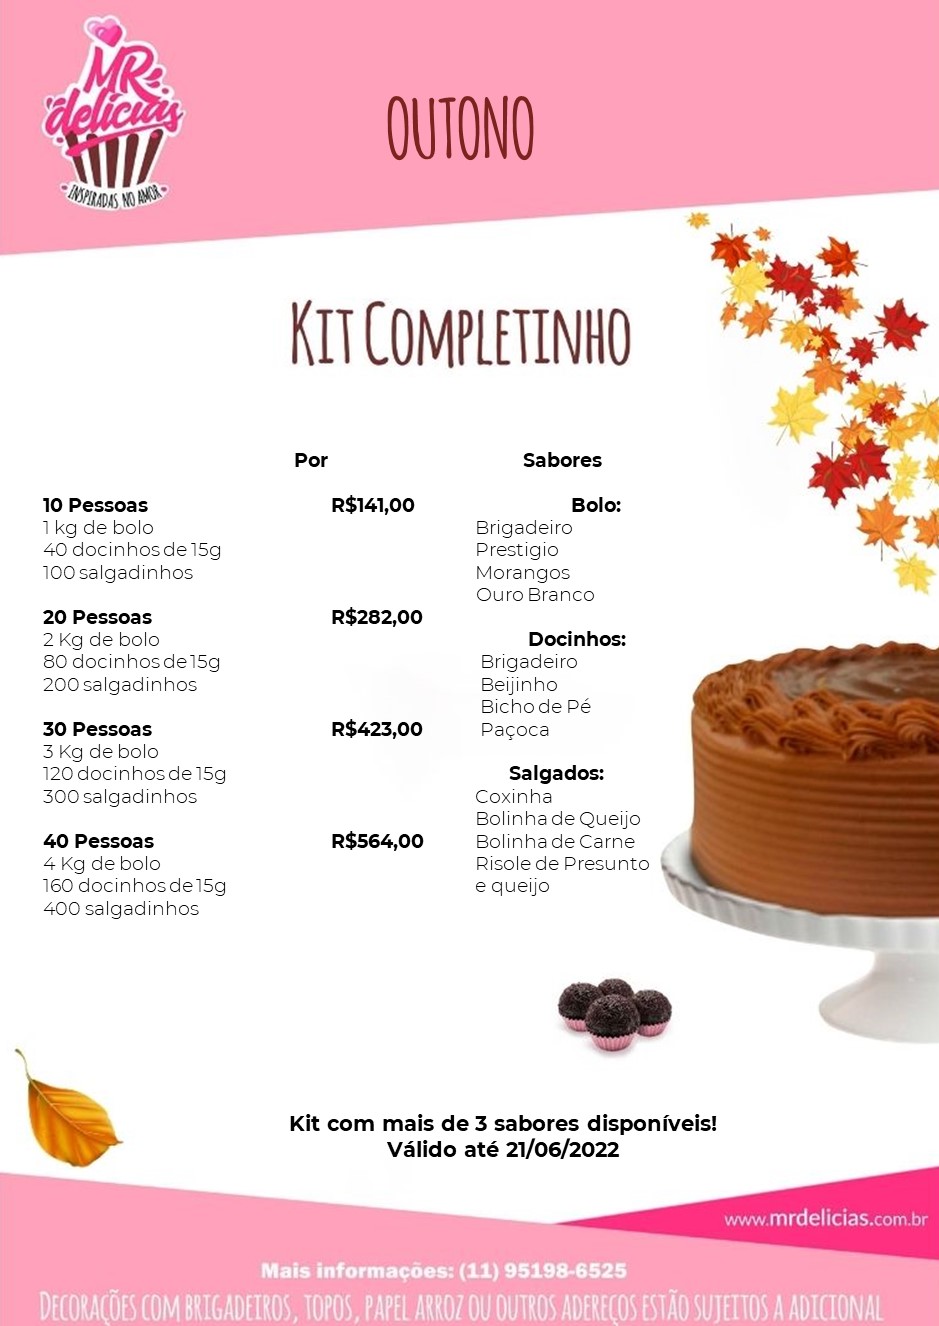 MR
delícias
INSPIRADAS NO AMOR
OUTONO
Kit Completinho
Por
10 Pessoas R$141,00
1 kg de bolo
40 docinhos de 15g
100 salgadinhos
20 Pessoas R$282,00
2 Kg de bolo
80 docinhos de 15g
200 salgadinhos
30 Pessoas R$423,00
3 Kg de bolo
120 docinhos de 15g
300 salgadinhos
40 Pessoas R$564,00
4 Kg de bolo
160 docinhos de 15g
400 salgadinhos
Sabores
Bolo:
Brigadeiro
Prestigio
Morangos
Ouro Branco
Docinhos:
Brigadeiro
Beijinho
Bicho de Pé
Paçoca
Salgados:
Coxinha
Bolinha de Queijo
Bolinha de Carne
Risole de Presunto
e queijo
Kit com mais de 3 sabores disponíveis!
Válido até 21/06/2022
www.mrdelicias.com.br
Mais informações: (11) 95198-6525
Decorações com brigadeiros, topos, papel arroz ou outros adereços estão sujeitos a adicional